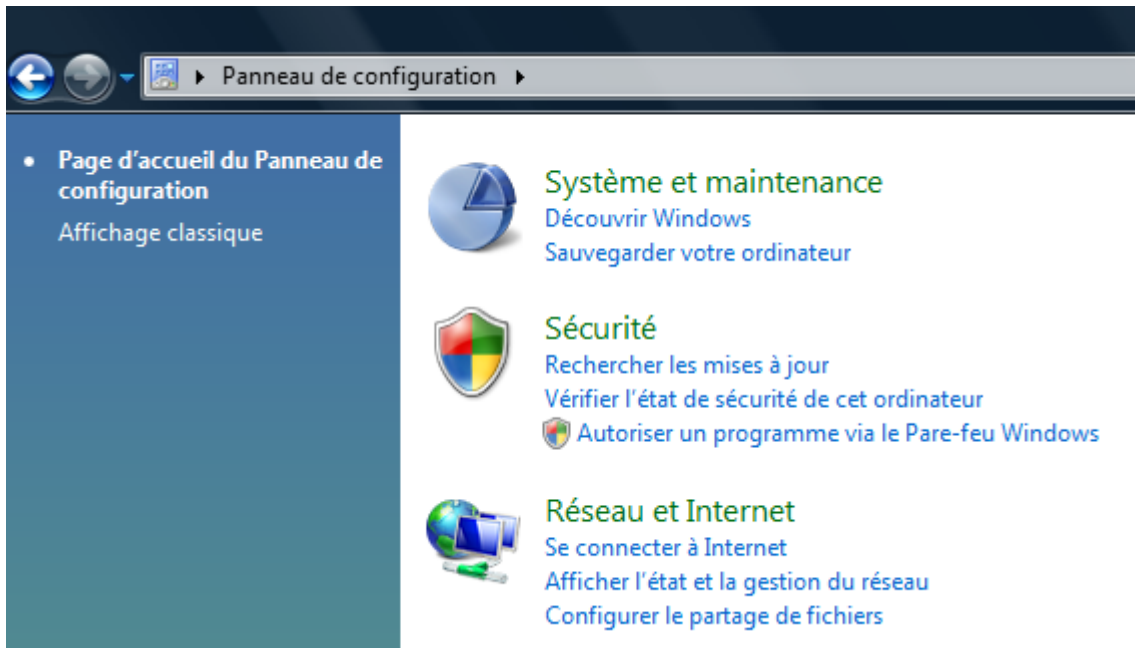 Panneau de configuration
Page d’accueil du Panneau de
configuration
Affichage classique
Système et maintenance
Découvrir Windows
Sauvegarder votre ordinateur
Sécurité
Rechercher les mises à jour
Vérifier l’état de sécurité de cet ordinateur
Autoriser un programme via le Pare-feu Windows
Réseau et Internet
Se connecter à Internet
Afficher l’état et la gestion du réseau
Configurer le partage de fichiers